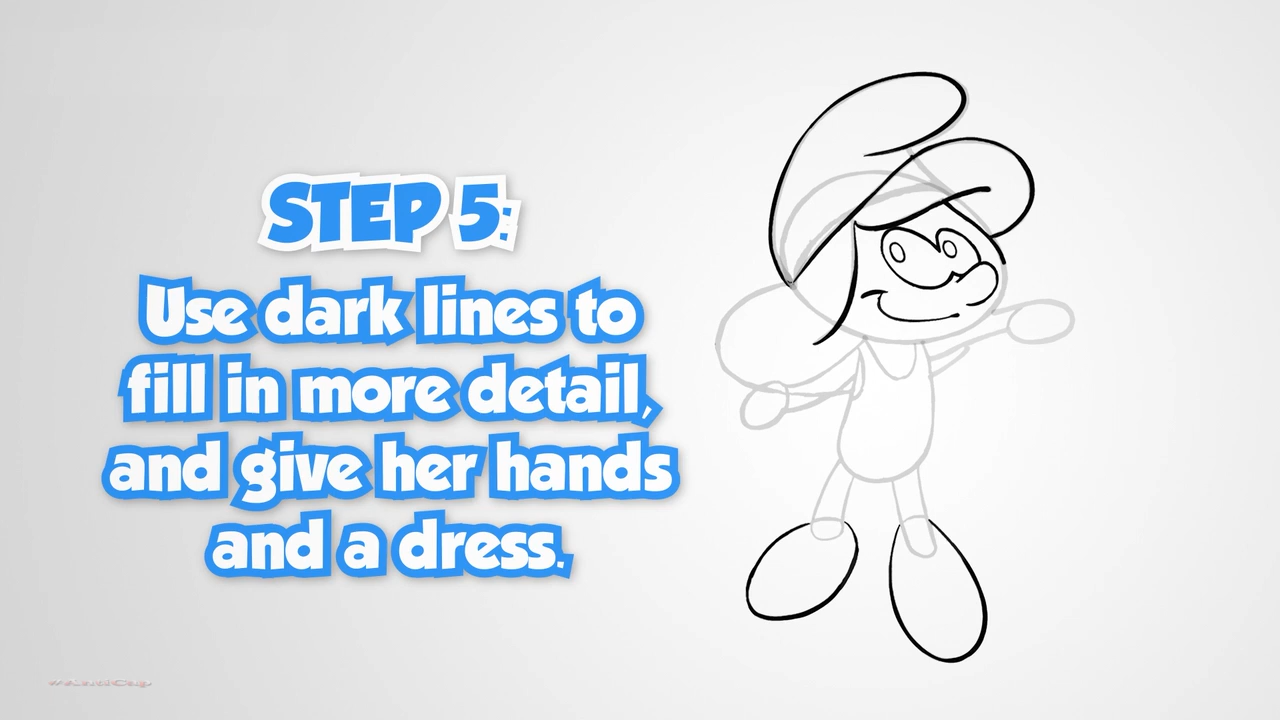 STEP 5:
Use dark lines to
fill in more detail,
and give her hands
and a dress.